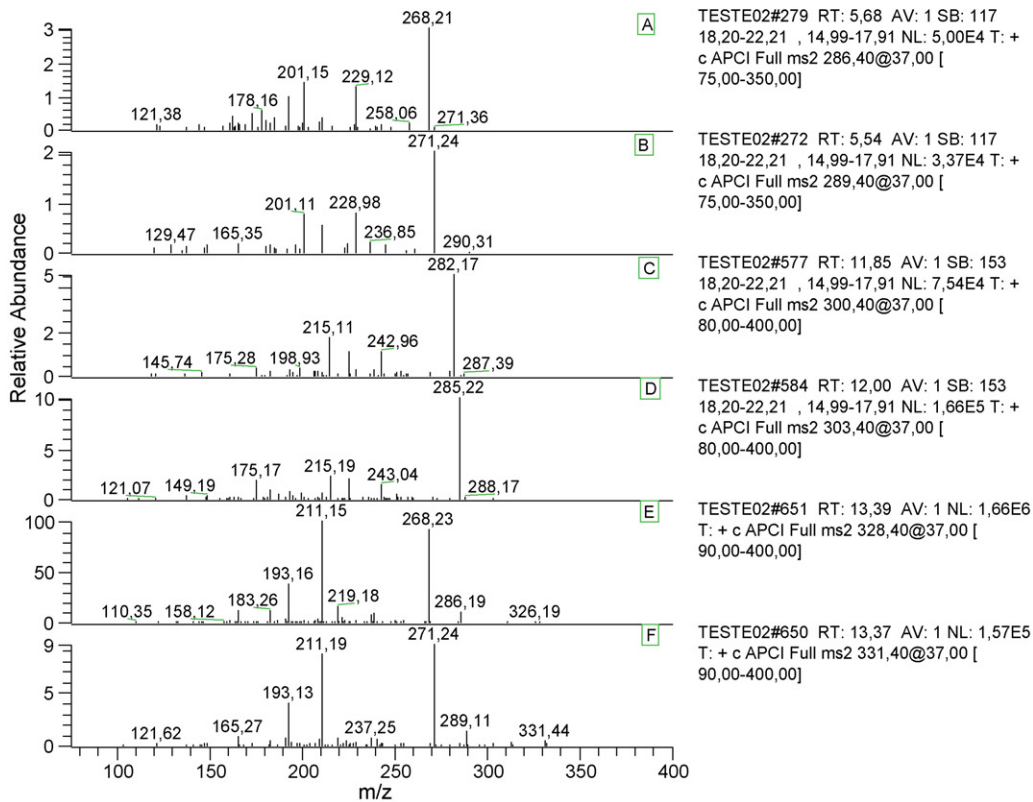 Relative Abundance
3
2
1
0
A
121,38
178,16
201,15
229,12
258,06
268,21
271,36
TESTE02#279 RT: 5,68 AV: 1 SB: 117
18,20-22,21 , 14,99-17,91 NL: 5,00E4 T: +
c APCI Full ms2 286,40@37,00 [
75,00-350,00]
2
1
0
B
129,47
165,35
201,11
228,98
236,85
271,24
290,31
TESTE02#272 RT: 5,54 AV: 1 SB: 117
18,20-22,21 , 14,99-17,91 NL: 3,37E4 T: +
c APCI Full ms2 289,40@37,00 [
75,00-350,00]
5
2
0
C
145,74
175,28
198,93
215,11
242,96
282,17
287,39
TESTE02#577 RT: 11,85 AV: 1 SB: 153
18,20-22,21 , 14,99-17,91 NL: 7,54E4 T: +
c APCI Full ms2 300,40@37,00 [
80,00-400,00]
10
5
0
D
121,07
149,19
175,17
215,19
243,04
285,22
288,17
TESTE02#584 RT: 12,00 AV: 1 SB: 153
18,20-22,21 , 14,99-17,91 NL: 1,66E5 T: +
c APCI Full ms2 303,40@37,00 [
80,00-400,00]
100
50
0
E
110,35
158,12
183,26
193,16
211,15
219,18
268,23
286,19
326,19
TESTE02#651 RT: 13,39 AV: 1 NL: 1,66E6
T: + c APCI Full ms2 328,40@37,00 [
90,00-400,00]
9
5
0
F
121,62
165,27
193,13
211,19
237,25
271,24
289,11
331,44
TESTE02#650 RT: 13,37 AV: 1 NL: 1,57E5
T: + c APCI Full ms2 331,40@37,00 [
90,00-400,00]
100 150 200 250 300 350 400
m/z